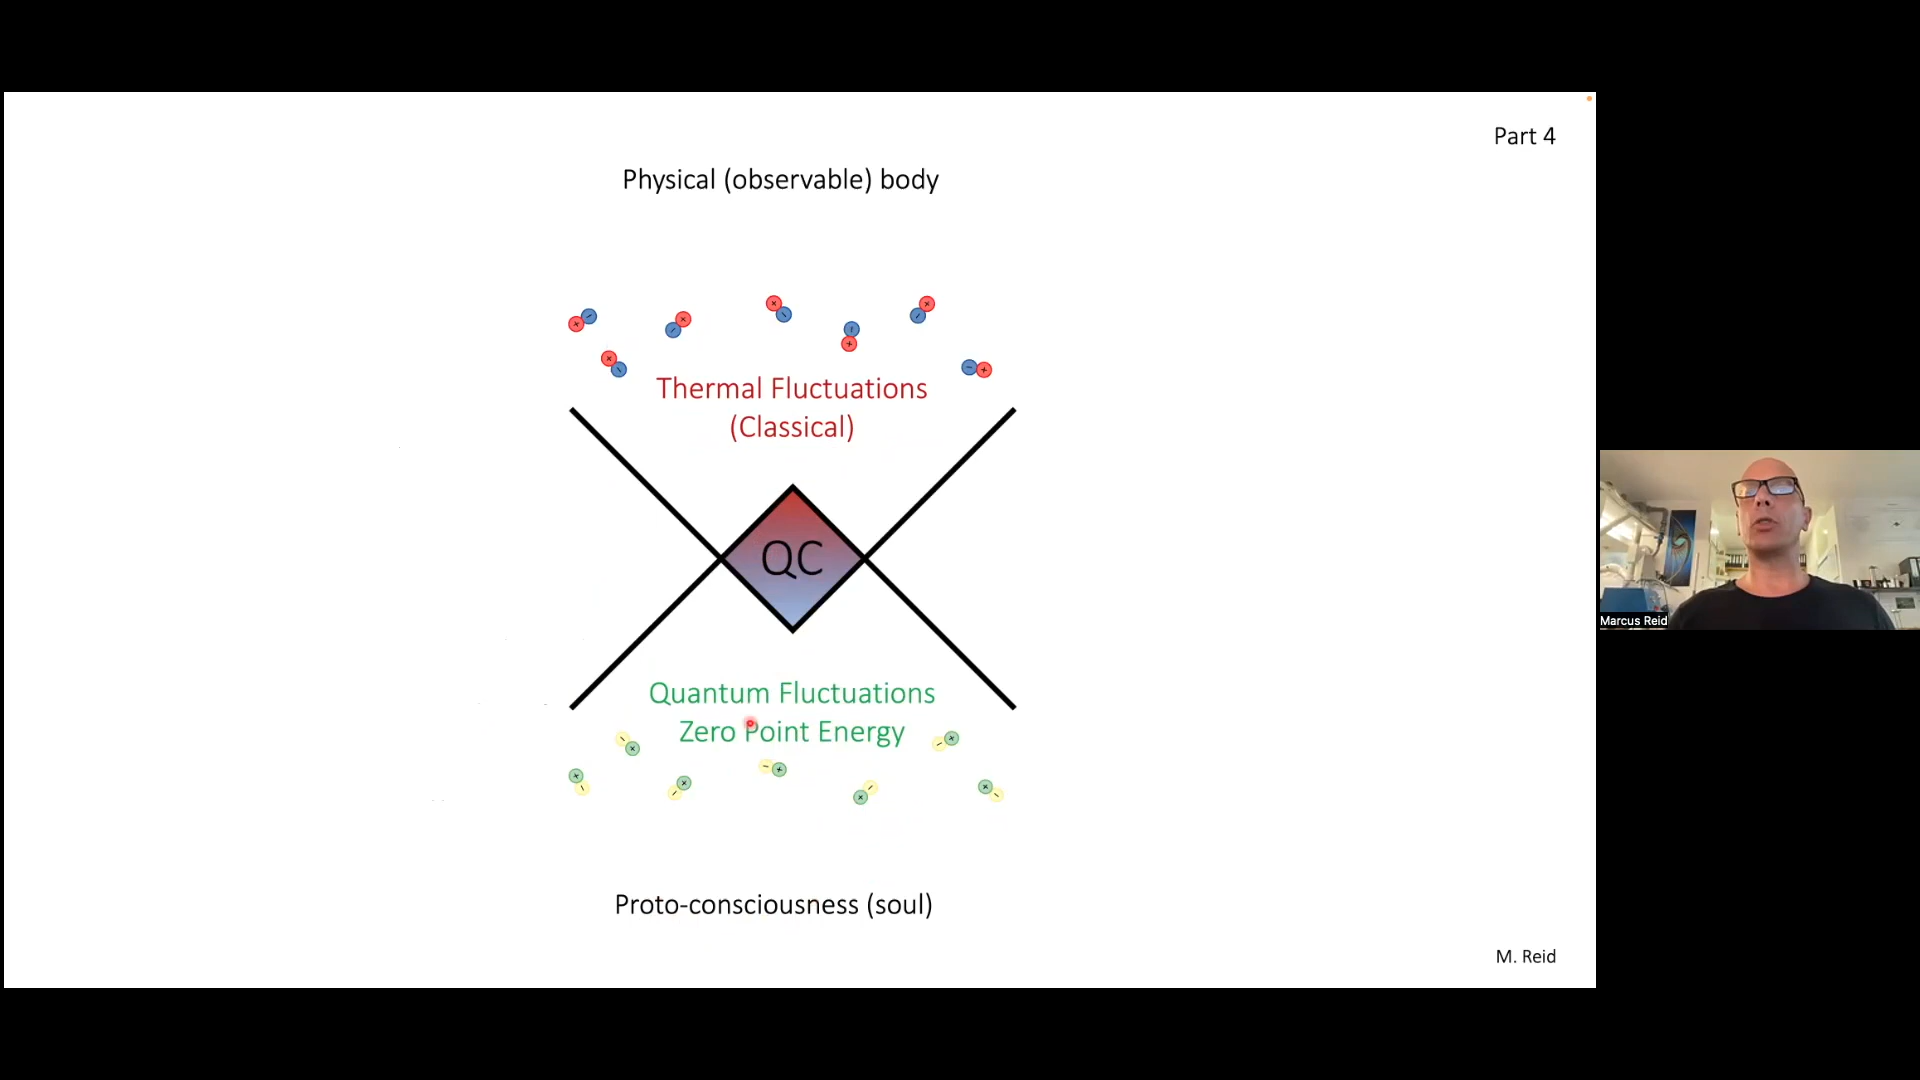 Part 4
Physical (observable) body
Thermal Fluctuations
(Classical)
QC
Marcus Reid
Quantum Fluctuations
Zero Point Energy
Proto-consciousness (soul)
M. Reid